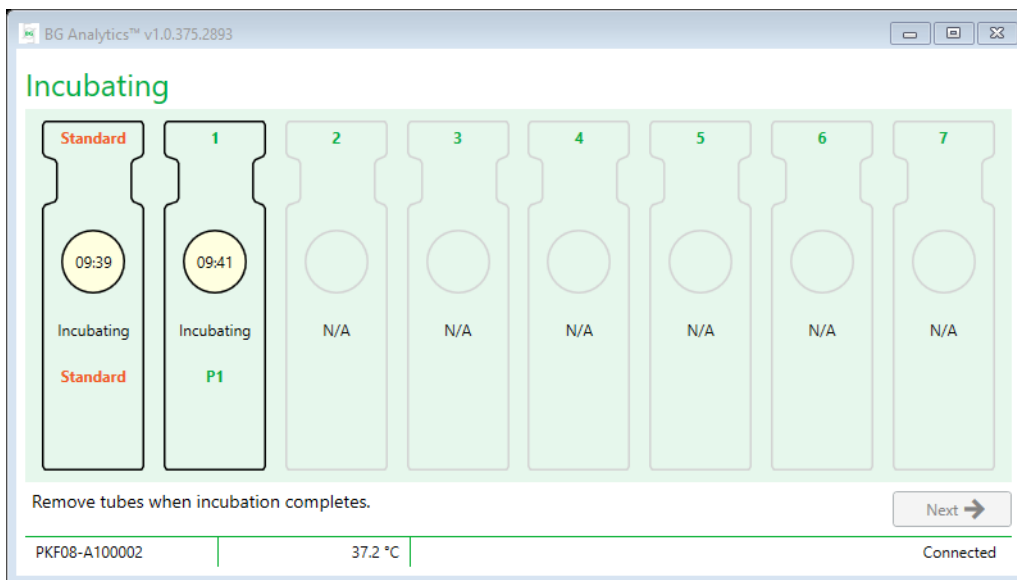 BG Analytics™ v1.0.375.2893
Incubating
Standard 1 2 3 4 5 6 7
09:39 09:41
Incubating Incubating N/A N/A N/A N/A N/A N/A
Standard P1
Remove tubes when incubation completes.
Next
PKF08-A100002 37.2 °C Connected